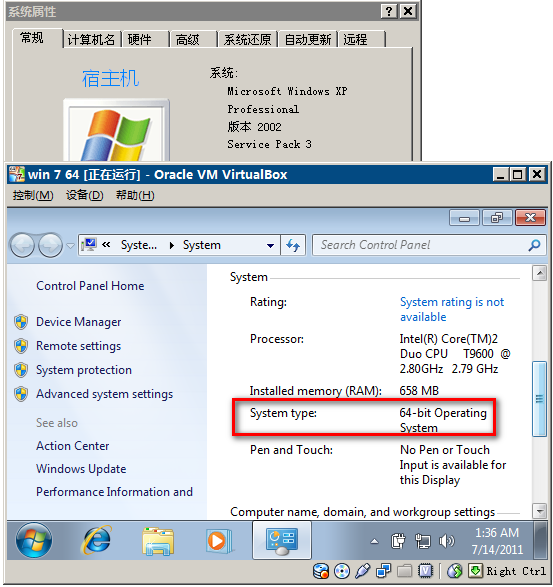 系统属性
常规 计算机名 硬件 高级 系统还原 自动更新 远程
宿主机
系统:
Microsoft Windows XP
Professional
版本 2002
Service Pack 3
win 7 64 [正在运行] - Oracle VM VirtualBox
控制(M) 设备(D) 帮助(H)
« Syste... System Search Control Panel
Control Panel Home
Device Manager
Remote settings
System protection
Advanced system settings
See also
Action Center
Windows Update
Performance Information and
System
Rating: System rating is not
available
Processor: Intel(R) Core(TM)2
Duo CPU T9600 @
2.80GHz 2.79 GHz
Installed memory (RAM): 658 MB
System type: 64-bit Operating
System
Pen and Touch: No Pen or Touch
Input is available for
this Display
Computer name, domain, and workgroup settings
1:36 AM
7/14/2011
Right Ctrl